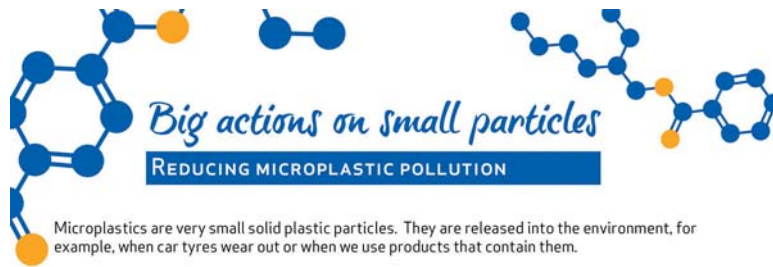 Big actions on small particles
REDUCING MICROPLASTIC POLLUTION
Microplastics are very small solid plastic particles. They are released into the environment, for
example, when car tyres wear out or when we use products that contain them.